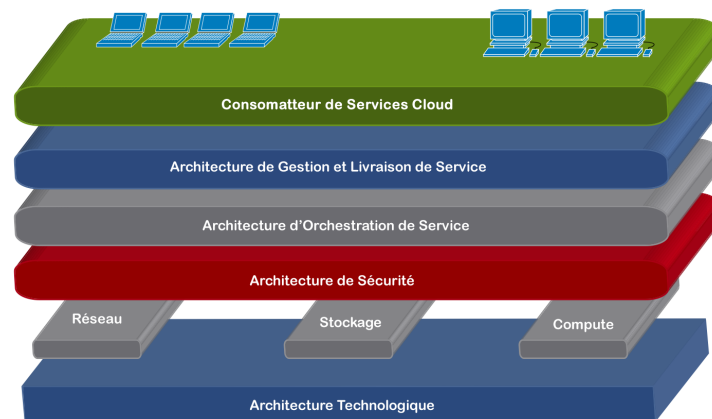 Consomatteur de Services Cloud
Architecture de Gestion et Livraison de Service
Architecture d'Orchestration de Service
Architecture de Sécurité
Réseau
Stockage
Compute
Architecture Technologique